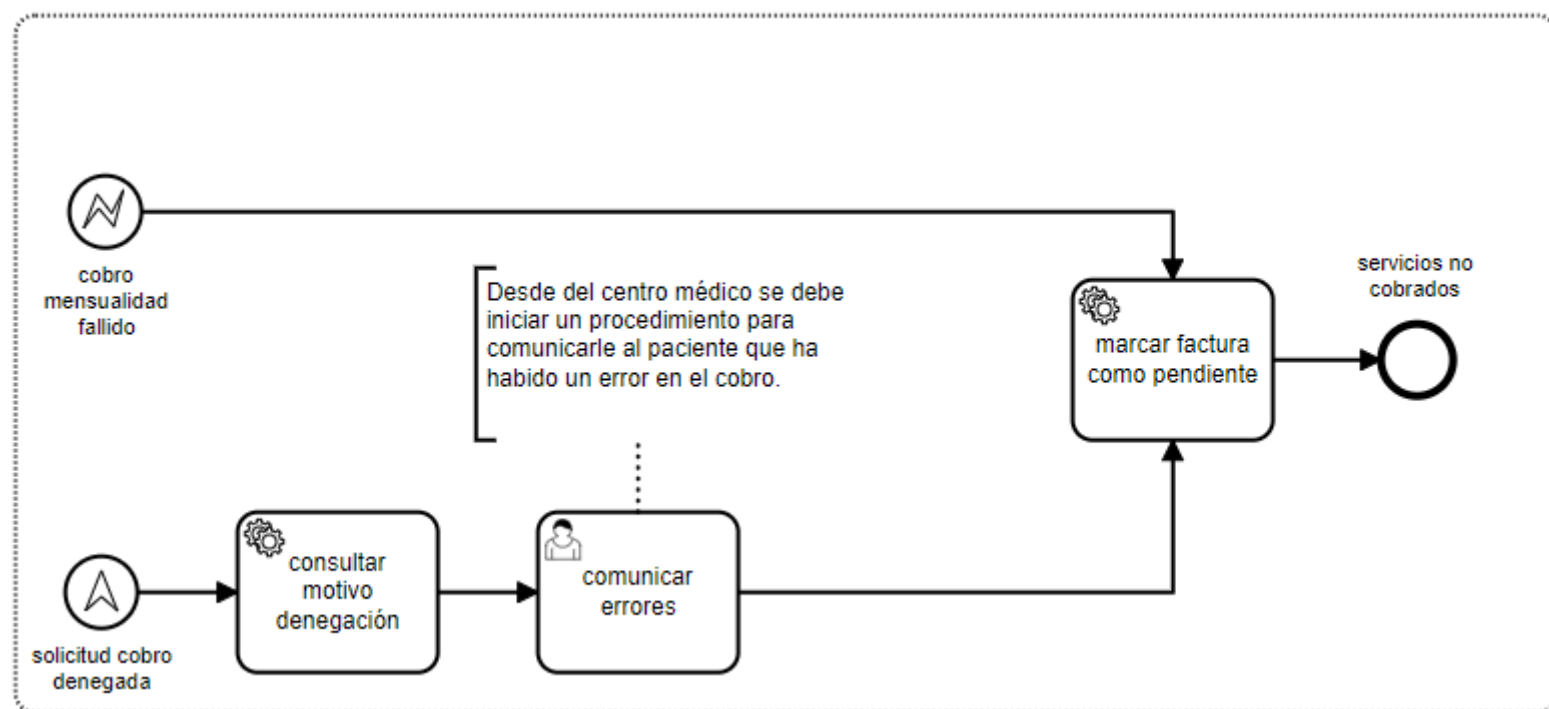 cobro
mensualidad
fallido
Desde del centro médico se debe
iniciar un procedimiento para
comunicarle al paciente que ha
habido un error en el cobro.
servicios no
cobrados
marcar factura
como pendiente
consultar
motivo
denegación
comunicar
errores
solicitud cobro
denegada